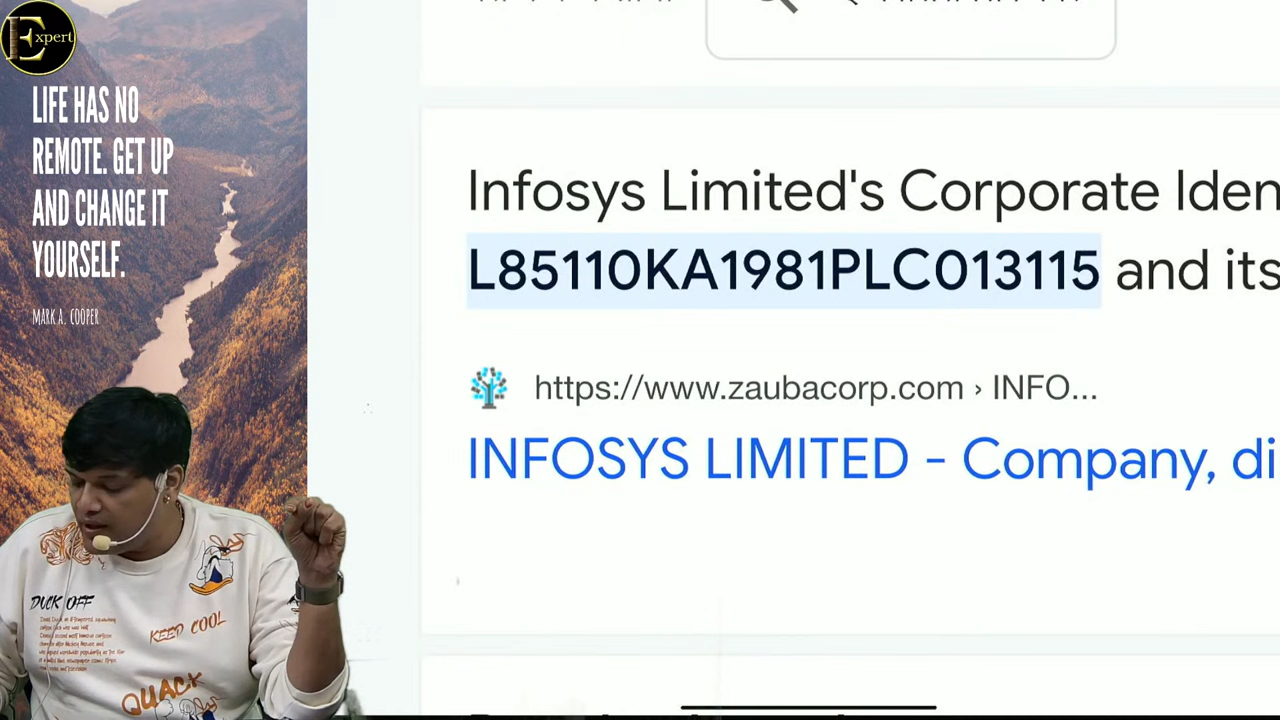 Expert
LIFE HAS NO
REMOTE. GET UP
AND CHANGE IT
YOURSELF.
MARK A. COOPER
Infosys Limited's Corporate Iden
L85110KA1981PLC013115 and its
https://www.zaubacorp.com › INFO...
INFOSYS LIMITED - Company, di
DUCK OFF
KEEP COOL
QUACK